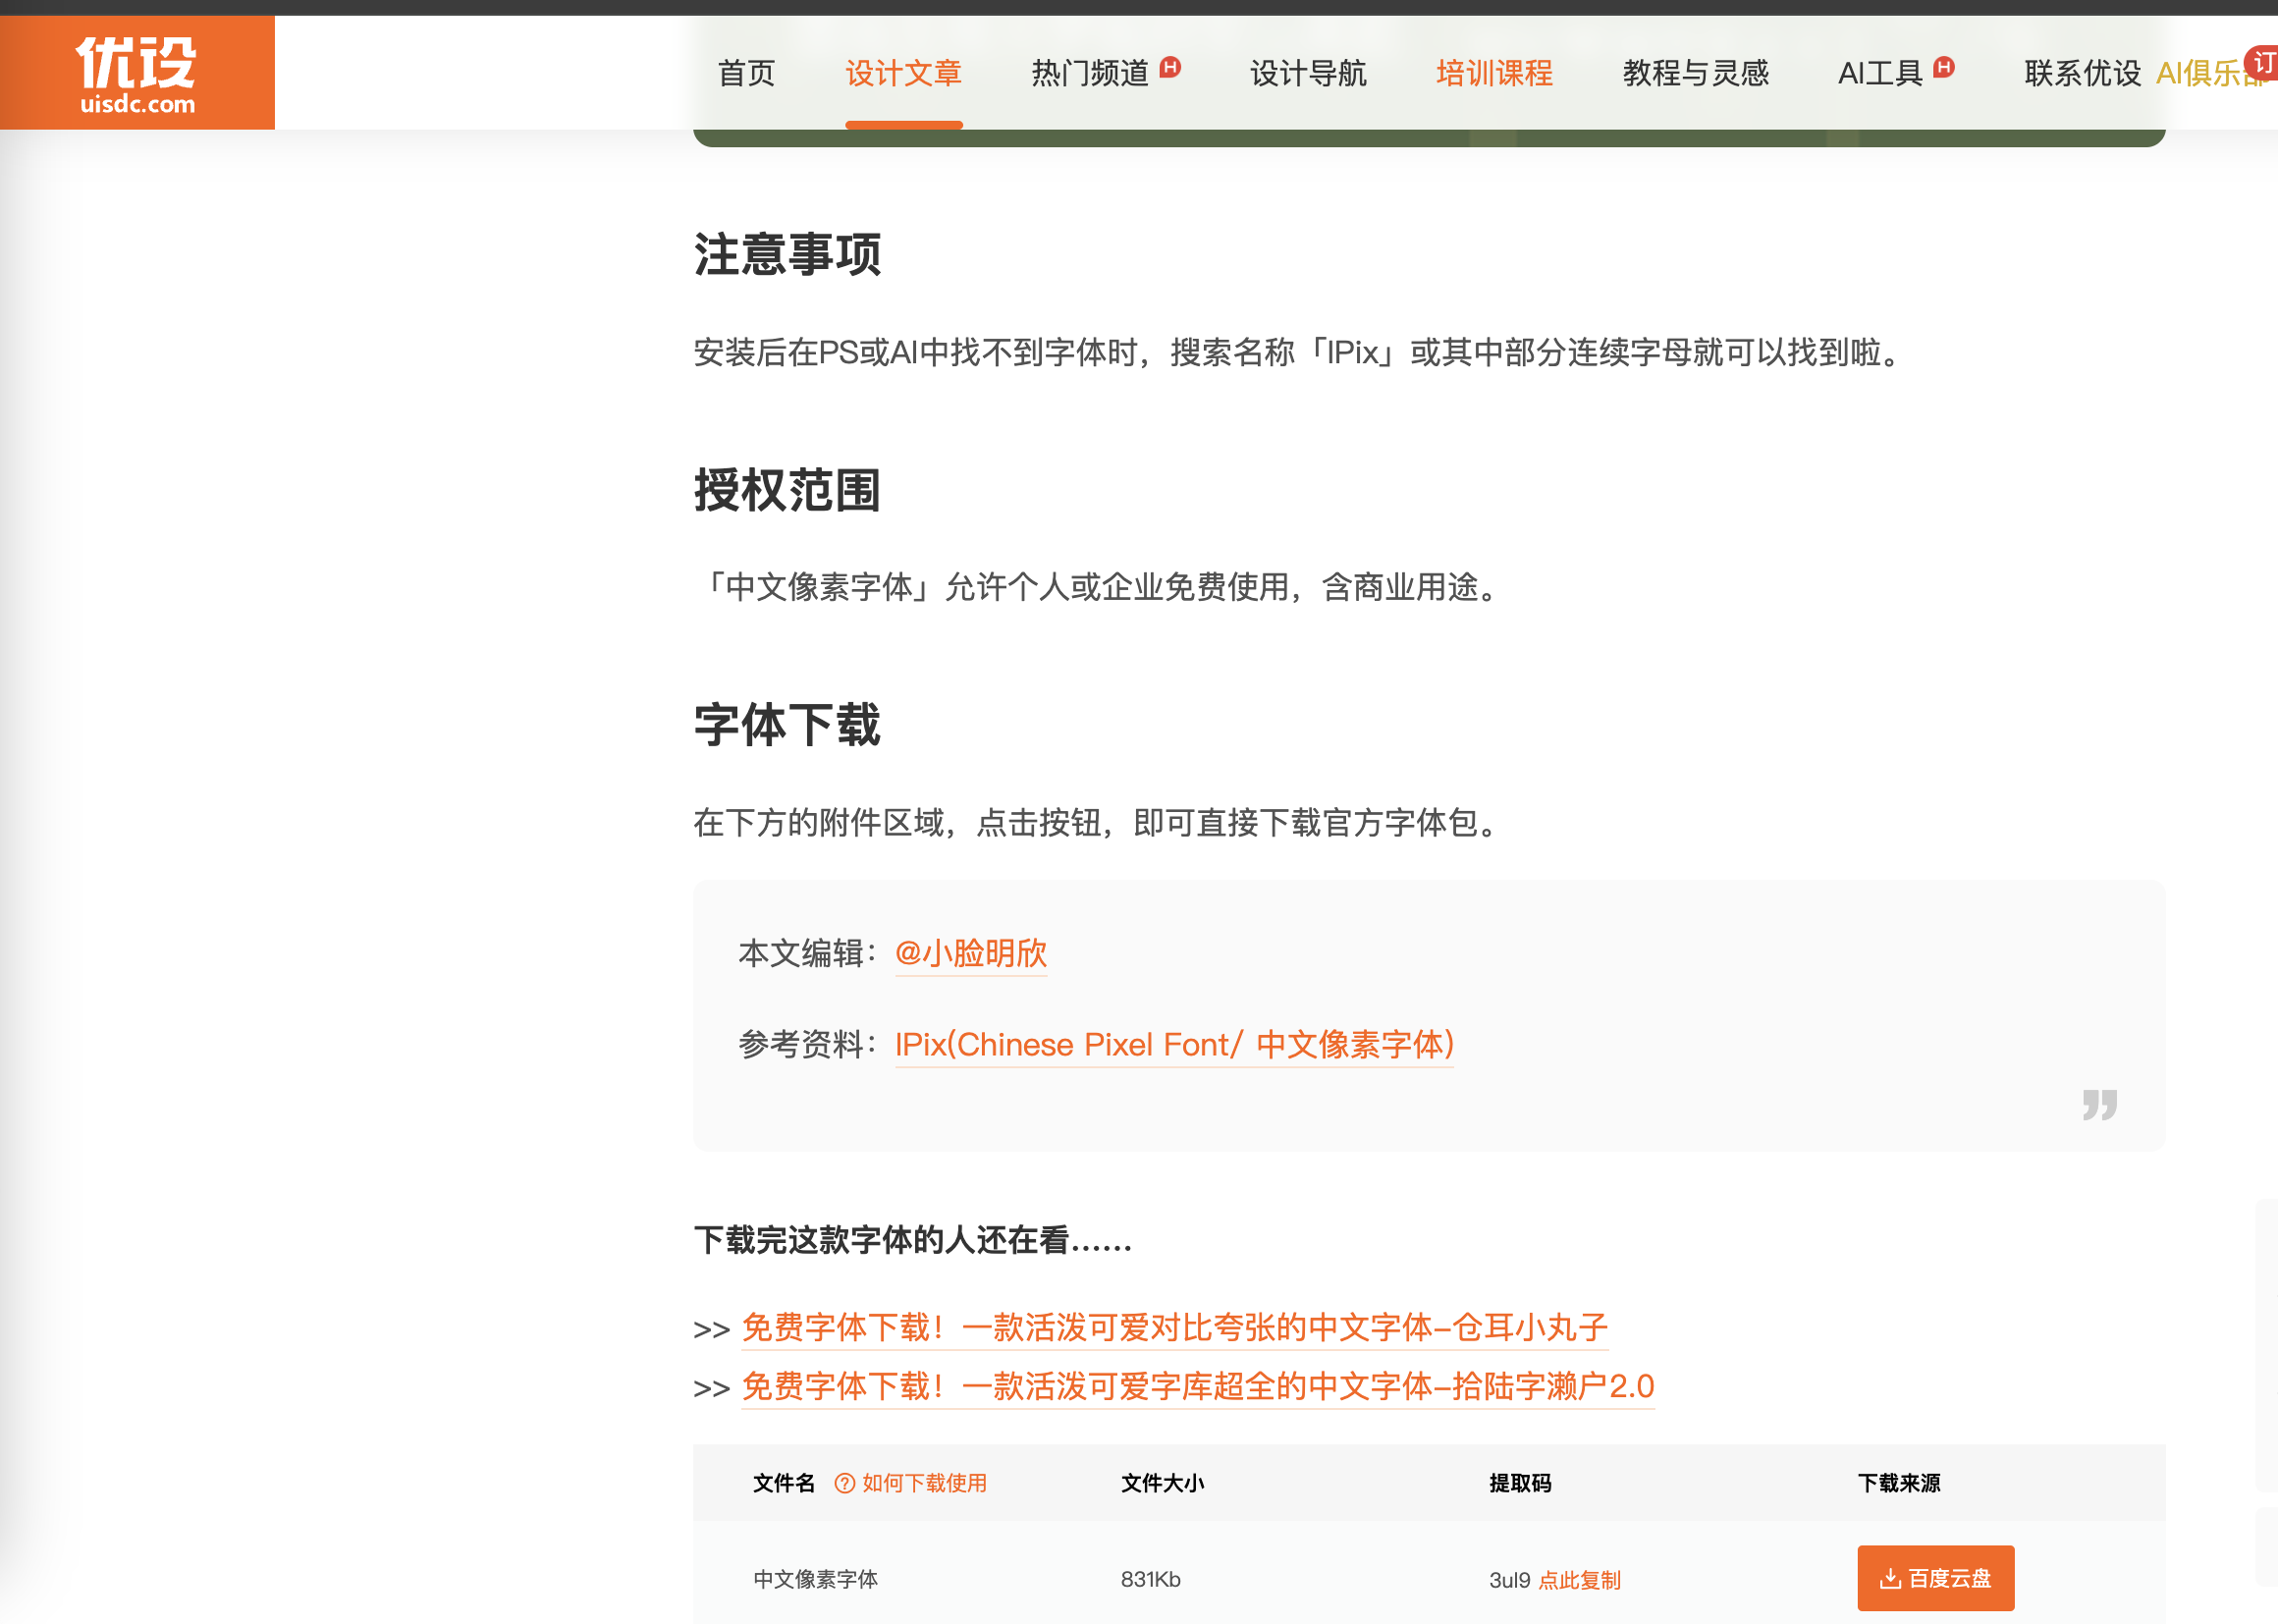 优设
uisdc.com
首页 设计文章 热门频道 H 设计导航 培训课程 教程与灵感 AI工具 H 联系优设 AI俱乐部 订
注意事项
安装后在PS或AI中找不到字体时，搜索名称「IPix」或其中部分连续字母就可以找到啦。
授权范围
「中文像素字体」允许个人或企业免费使用，含商业用途。
字体下载
在下方的附件区域，点击按钮，即可直接下载官方字体包。
本文编辑：@小脸明欣
参考资料：IPix(Chinese Pixel Font/ 中文像素字体)
”
下载完这款字体的人还在看……
>> 免费字体下载！一款活泼可爱对比夸张的中文字体-仓耳小丸子
>> 免费字体下载！一款活泼可爱字库超全的中文字体-拾陆字濑户2.0
文件名 ? 如何下载使用 文件大小 提取码 下载来源
中文像素字体 831Kb 3ul9 点此复制 百度云盘